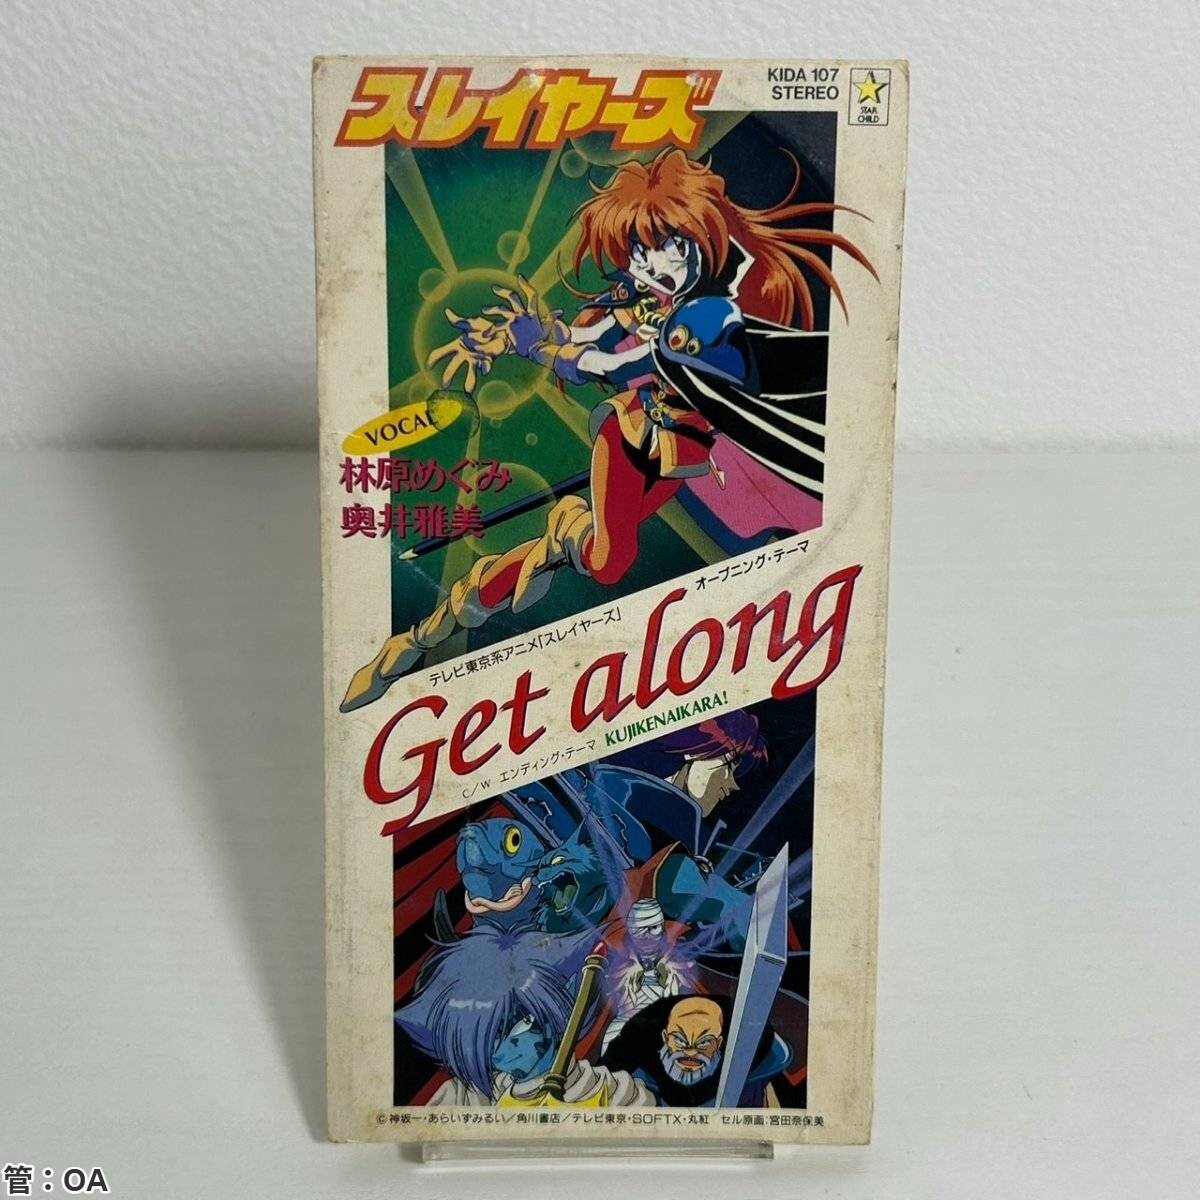 スレイヤーズ
KIDA 107
STEREO
STAR
CHILD
VOCAL
林原めぐみ
奥井雅美
テレビ東京系アニメ「スレイヤーズ」 オープニング・テーマ
Get along
C/W エンディング・テーマ KUJIKENAIKARA!
©神坂一・あらいずみるい／角川書店／テレビ東京・SOFTX・丸紅 セル原画:宮田奈保美
管：OA